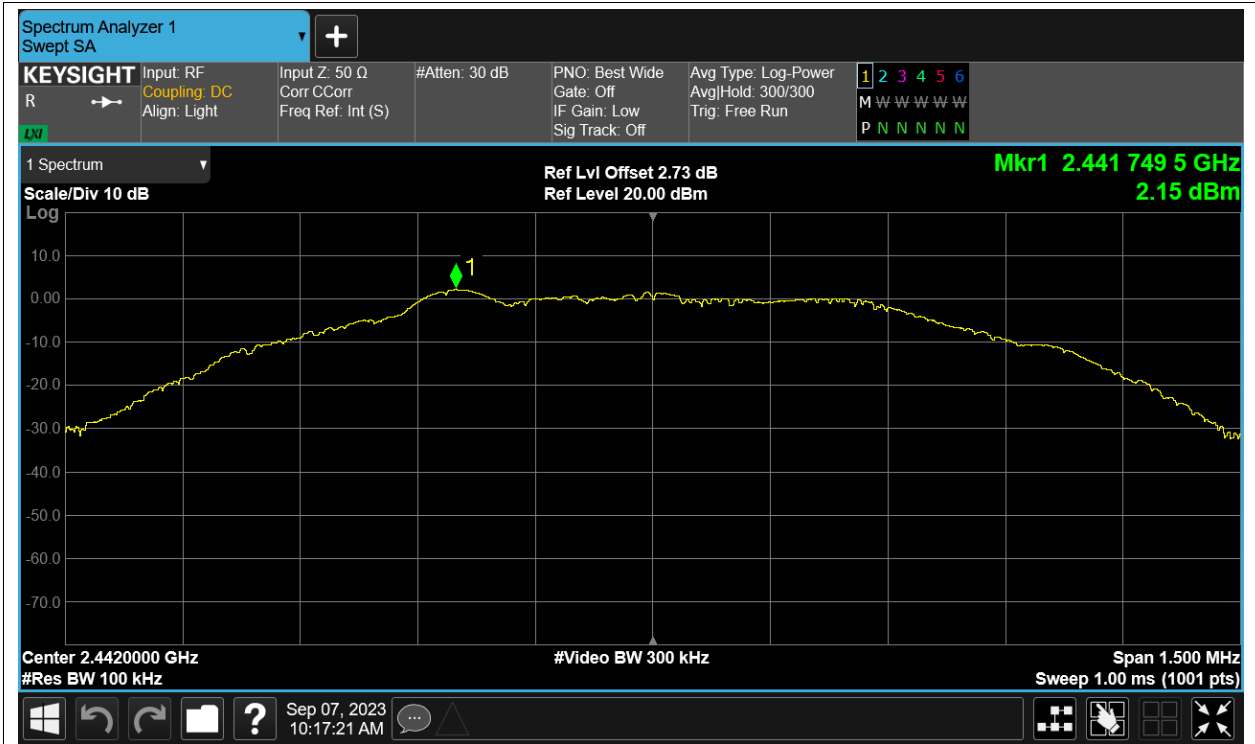 Spectrum Analyzer 1
Swept SA
KEYSIGHT
R
LXI
Input: RF
Coupling: DC
Align: Light
Input Z: 50 Ω
Corr CCorr
Freq Ref: Int (S)
#Atten: 30 dB
PNO: Best Wide
Gate: Off
IF Gain: Low
Sig Track: Off
Avg Type: Log-Power
Avg|Hold: 300/300
Trig: Free Run
1 2 3 4 5 6
M W W W W W
P N N N N N
1 Spectrum
Scale/Div 10 dB
Log
Ref Lvl Offset 2.73 dB
Ref Level 20.00 dBm
Mkr1 2.441 749 5 GHz
2.15 dBm
1
10.0
0.00
-10.0
-20.0
-30.0
-40.0
-50.0
-60.0
-70.0
Center 2.4420000 GHz
#Res BW 100 kHz
#Video BW 300 kHz
Span 1.500 MHz
Sweep 1.00 ms (1001 pts)
?
Sep 07, 2023
10:17:21 AM